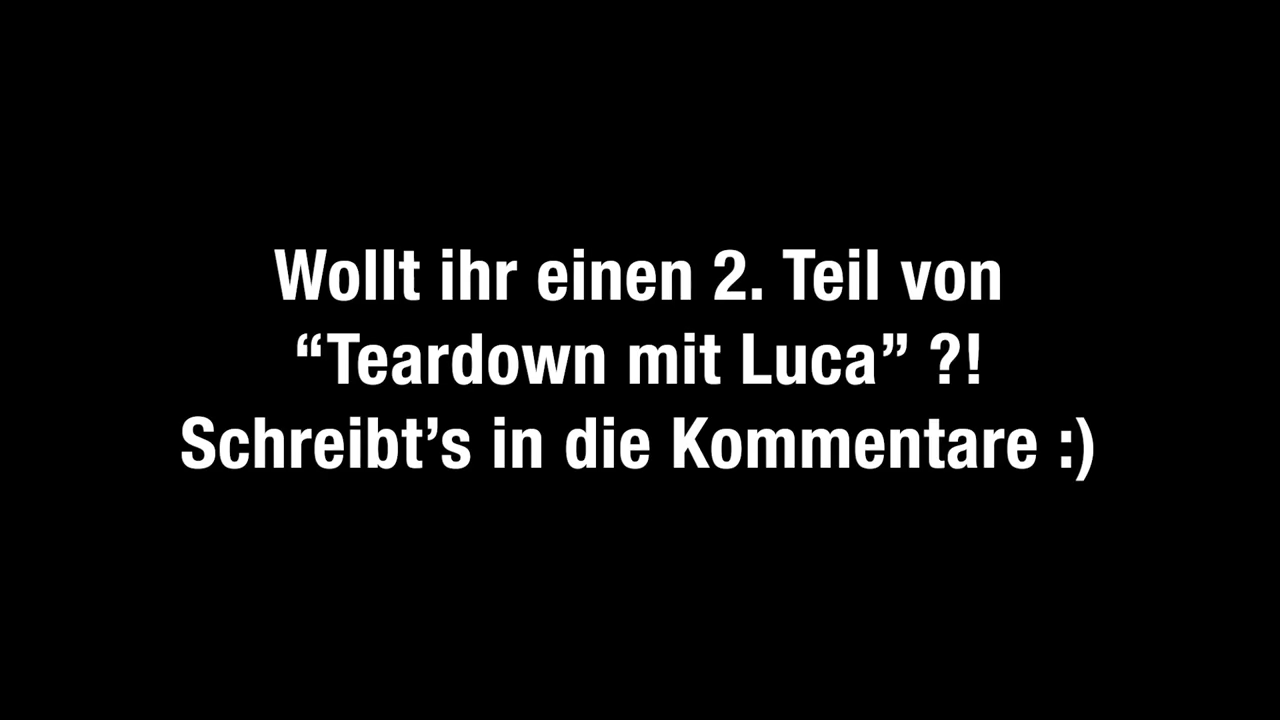 Wollt ihr einen 2. Teil von
“Teardown mit Luca” ?!
Schreibt’s in die Kommentare :)